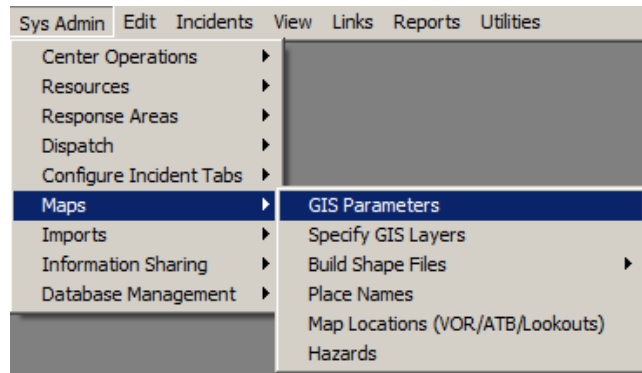 Sys Admin Edit Incidents View Links Reports Utilities
Center Operations
Resources
Response Areas
Dispatch
Configure Incident Tabs
Maps
Imports
Information Sharing
Database Management
GIS Parameters
Specify GIS Layers
Build Shape Files
Place Names
Map Locations (VOR/ATB/Lookouts)
Hazards